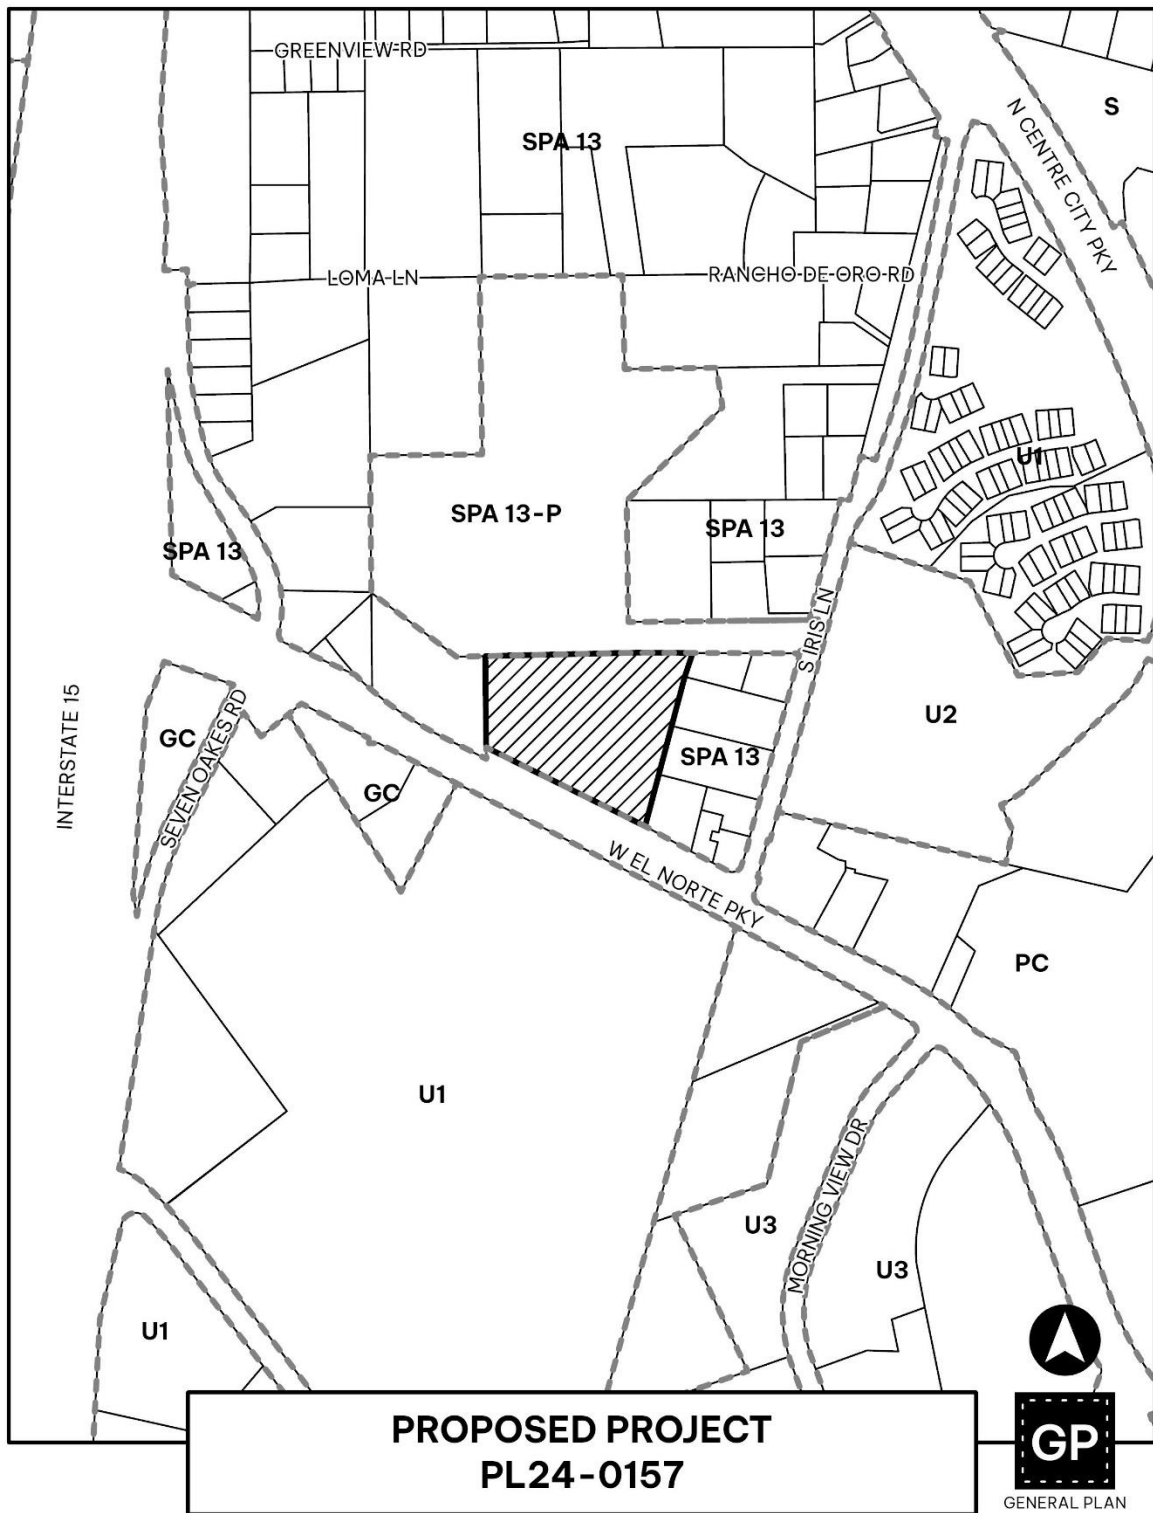 GREENVIEW RD
S
N CENTRE CITY PKY
SPA 13
LOMA LN
RANCHO DE ORO RD
U1
SPA 13-P
SPA 13
SPA 13
S IRIS LN
U2
INTERSTATE 15
GC
SEVEN OAKES RD
GC
SPA 13
W EL NORTE PKY
PC
U1
MORNING VIEW DR
U3
U3
U1
PROPOSED PROJECT
PL24-0157
GP
GENERAL PLAN